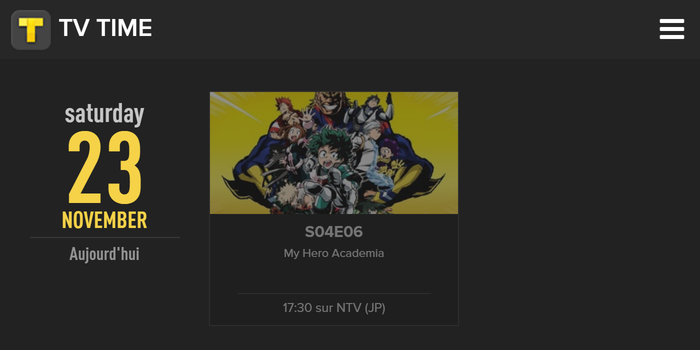 T TV TIME
saturday
23
NOVEMBER
Aujourd'hui
S04E06
My Hero Academia
17:30 sur NTV (JP)